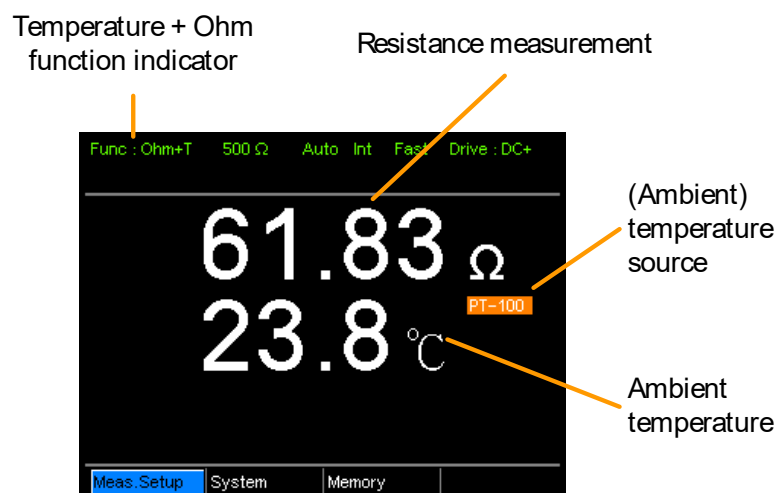 Temperature + Ohm
function indicator
Resistance measurement
Func : Ohm+T 500 Ω Auto Int Fast Drive : DC+
61.83 Ω
(Ambient)
temperature
source
PT-100
23.8 ℃
Ambient
temperature
Meas.Setup System Memory